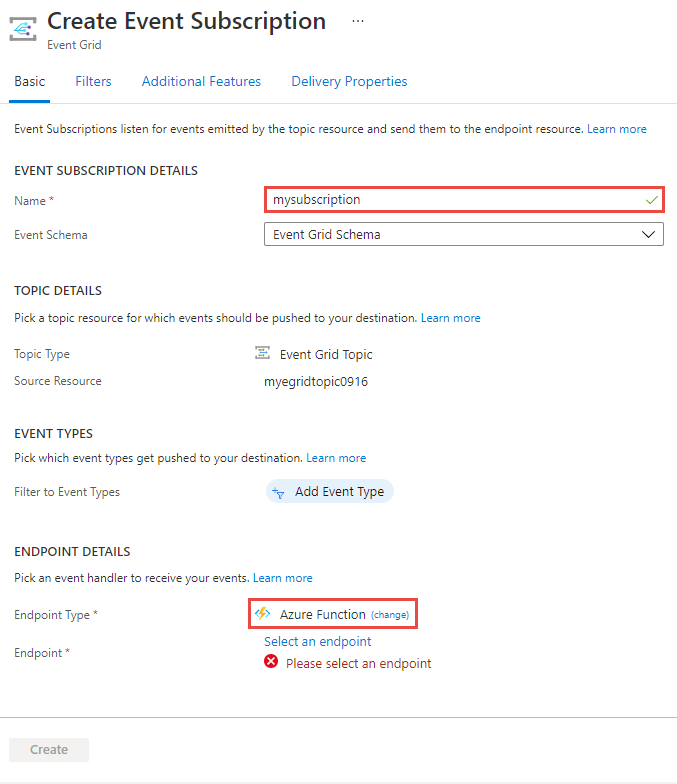 Create Event Subscription ...
Event Grid
Basic Filters Additional Features Delivery Properties
Event Subscriptions listen for events emitted by the topic resource and send them to the endpoint resource. Learn more
EVENT SUBSCRIPTION DETAILS
Name * mysubscription
Event Schema Event Grid Schema
TOPIC DETAILS
Pick a topic resource for which events should be pushed to your destination. Learn more
Topic Type Event Grid Topic
Source Resource myegridtopic0916
EVENT TYPES
Pick which event types get pushed to your destination. Learn more
Filter to Event Types Add Event Type
ENDPOINT DETAILS
Pick an event handler to receive your events. Learn more
Endpoint Type * Azure Function (change)
Select an endpoint
Endpoint *
Please select an endpoint
Create